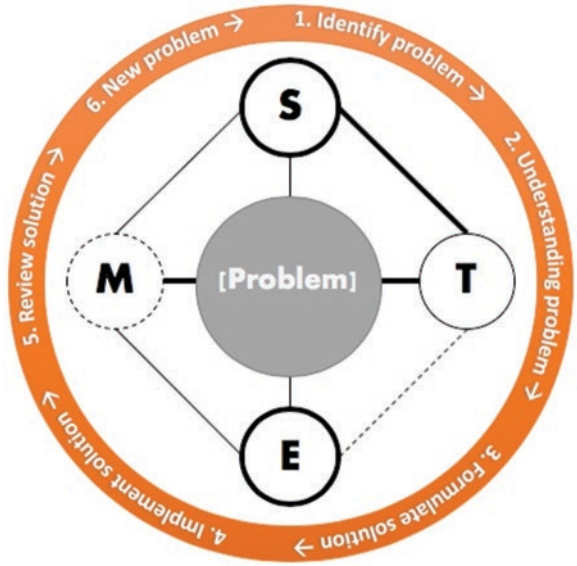 1. Identify problem →
2. Understanding problem →
3. Formulate solution →
4. Implement solution →
5. Review solution →
6. New problem →
S
M
[Problem]
T
E